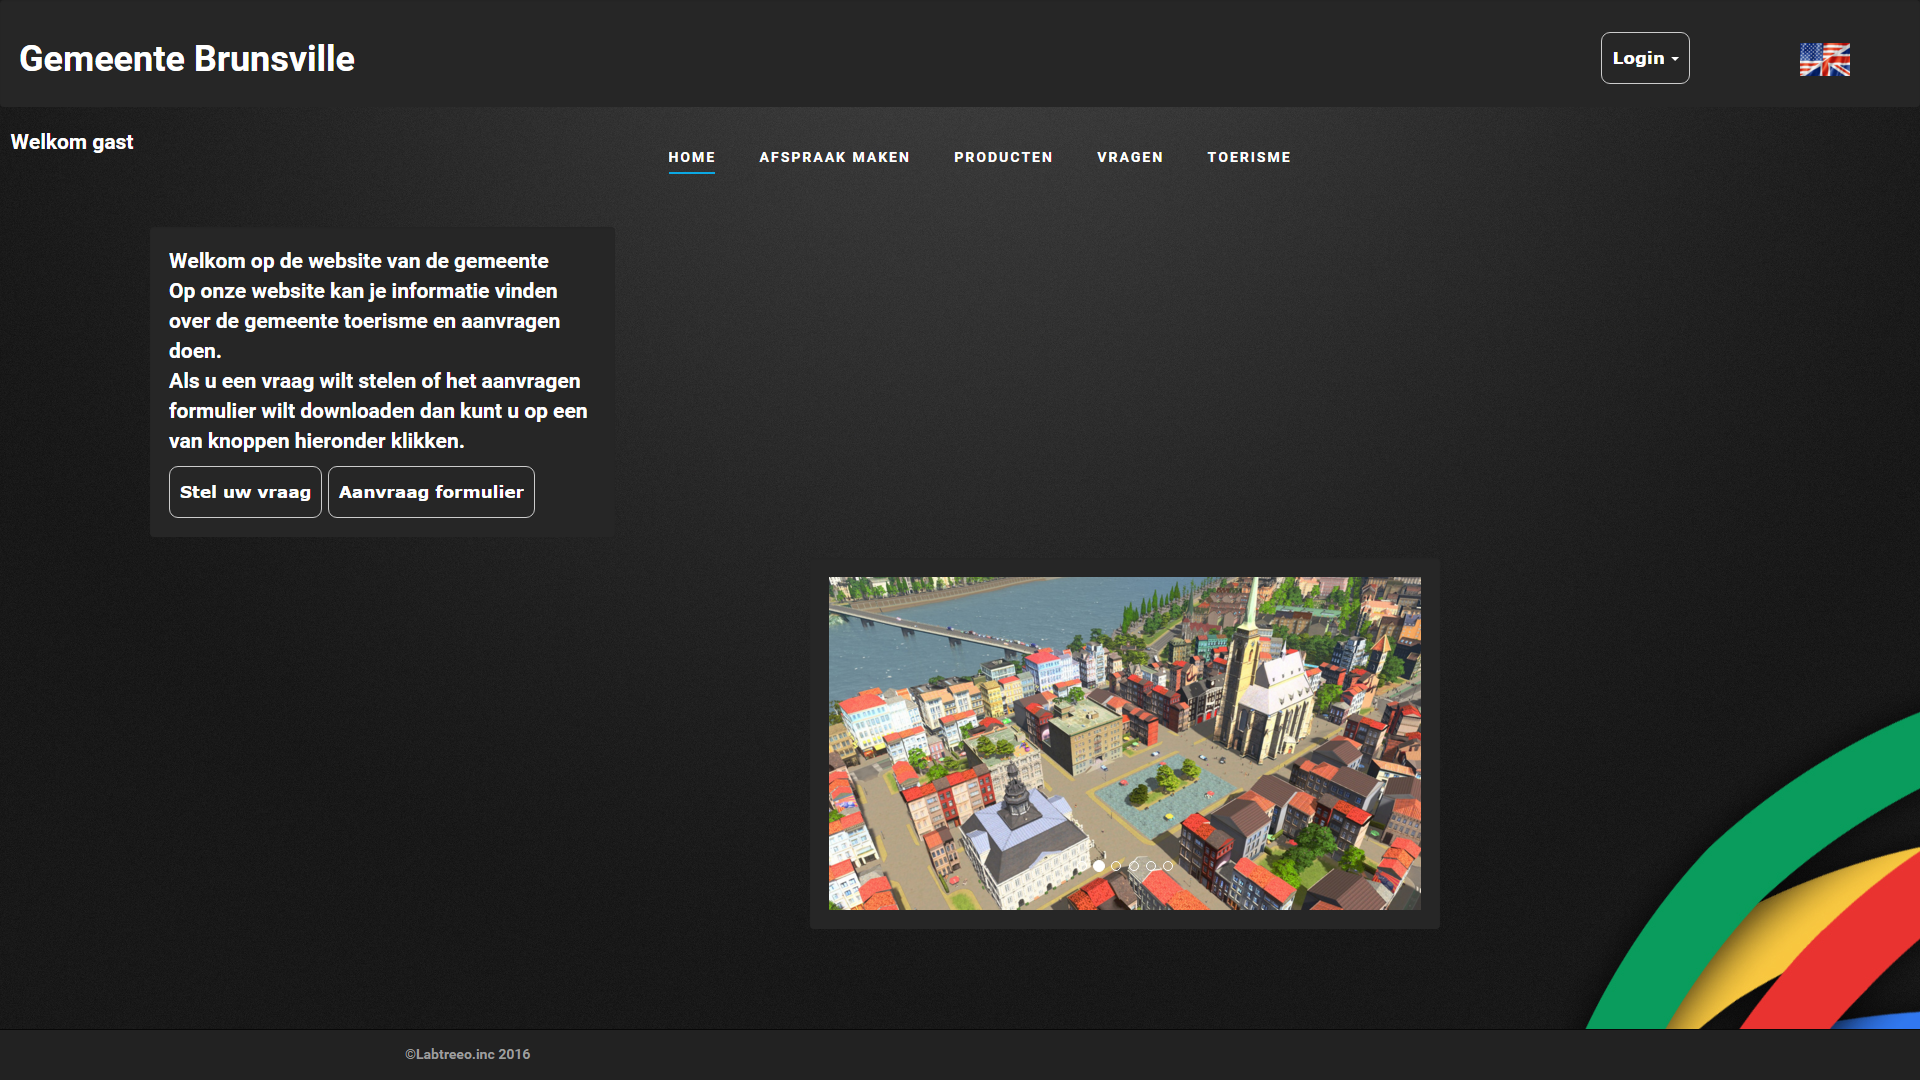 Gemeente Brunsville
Login
Welkom gast
HOME
AFSPRAAK MAKEN
PRODUCTEN
VRAGEN
TOERISME
Welkom op de website van de gemeente
Op onze website kan je informatie vinden
over de gemeente toerisme en aanvragen
doen.
Als u een vraag wilt stelen of het aanvragen
formulier wilt downloaden dan kunt u op een
van knoppen hieronder klikken.
Stel uw vraag
Aanvraag formulier
©Labtreeo.inc 2016